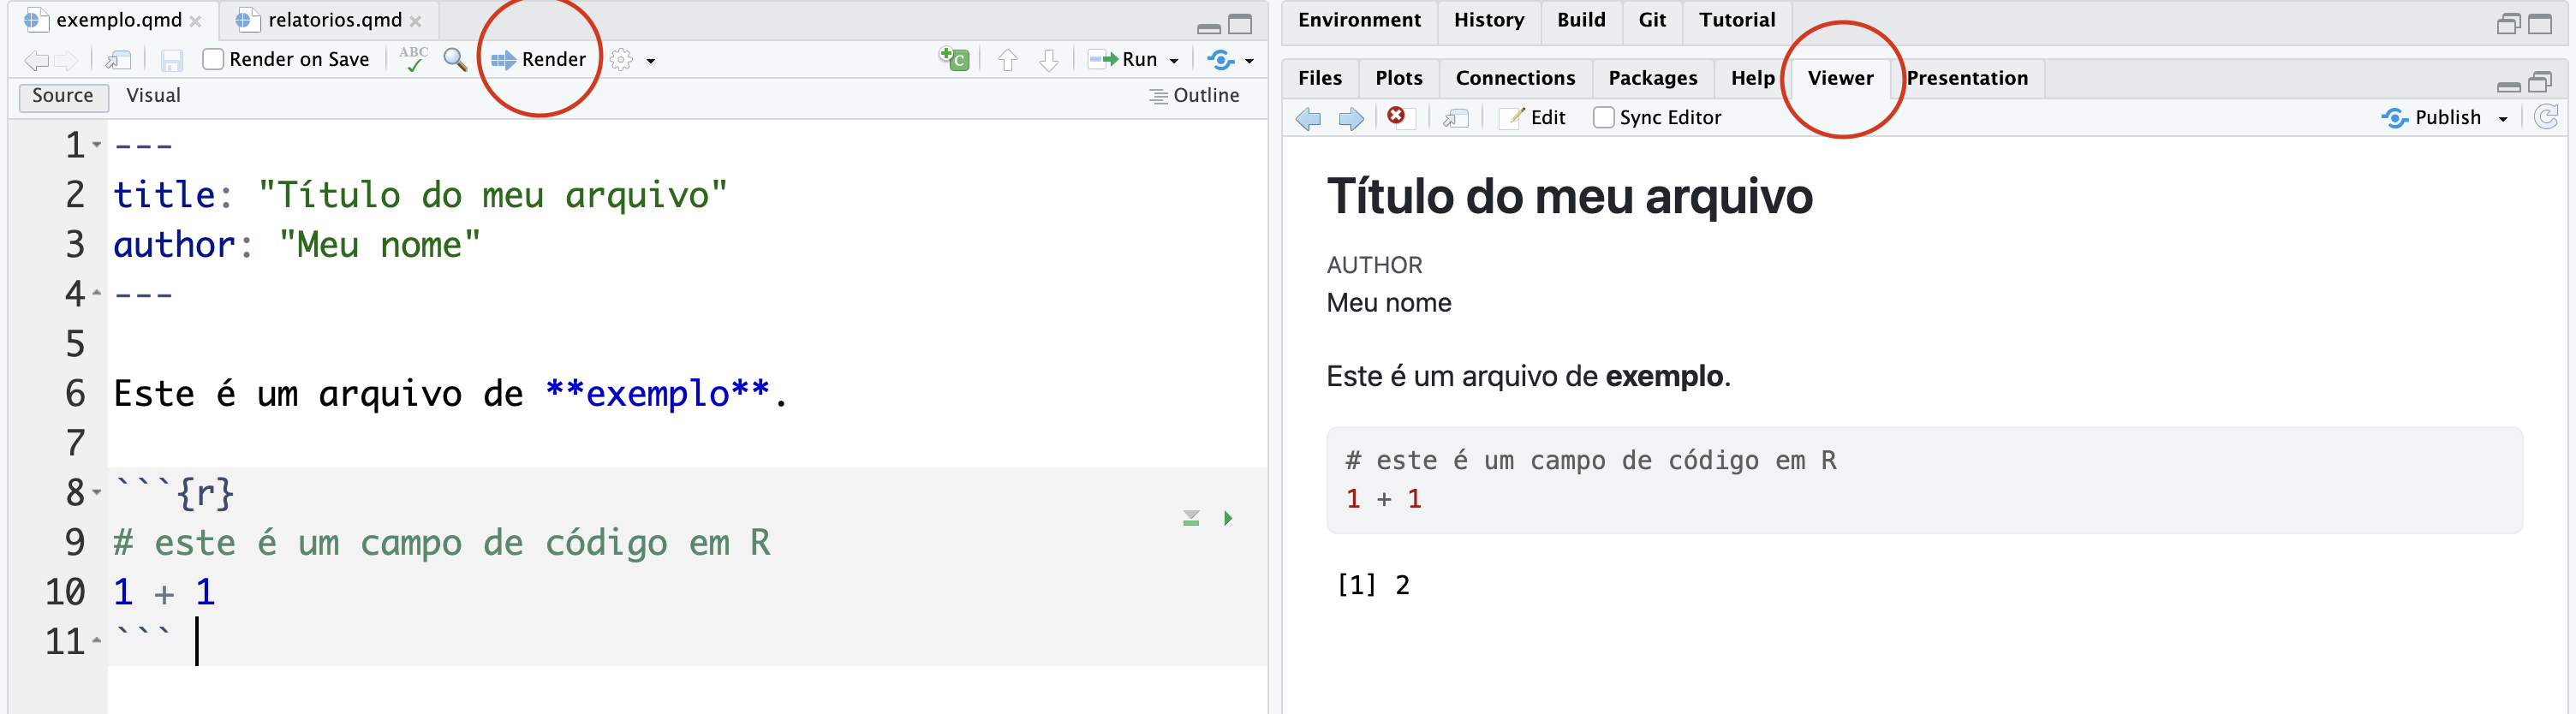 exemplo.qmd
relatorios.qmd
Render on Save
ABC
Render
C
Run
Source
Visual
Outline
1 ---
2 title: "Título do meu arquivo"
3 author: "Meu nome"
4 ---
5
6 Este é um arquivo de **exemplo**.
7
8 ```{r}
9 # este é um campo de código em R
10 1 + 1
11 ```
Environment
History
Build
Git
Tutorial
Files
Plots
Connections
Packages
Help
Viewer
Presentation
Edit
Sync Editor
Publish
Título do meu arquivo
AUTHOR
Meu nome
Este é um arquivo de exemplo.
# este é um campo de código em R
1 + 1
[1] 2